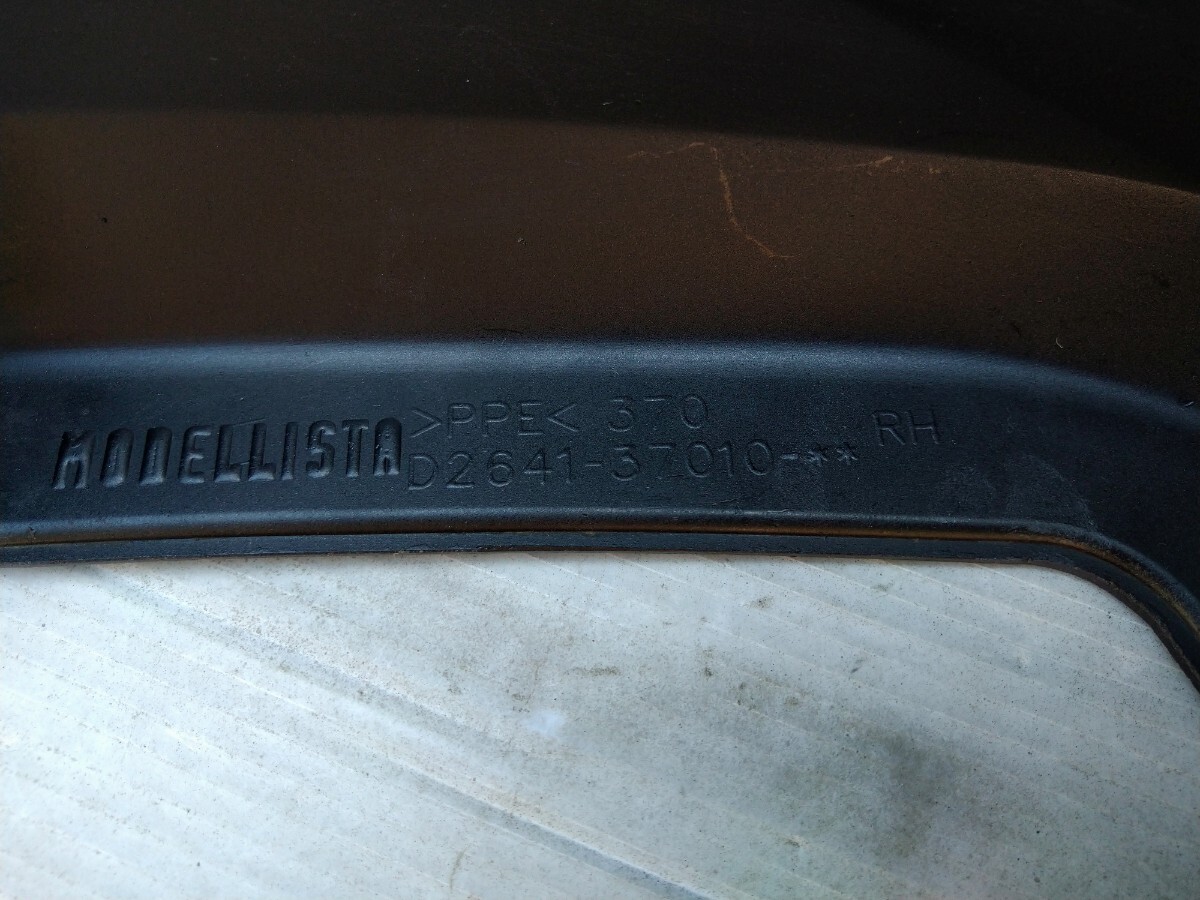 MODELLISTA
>PPE< 370
D2641-37010-**
RH